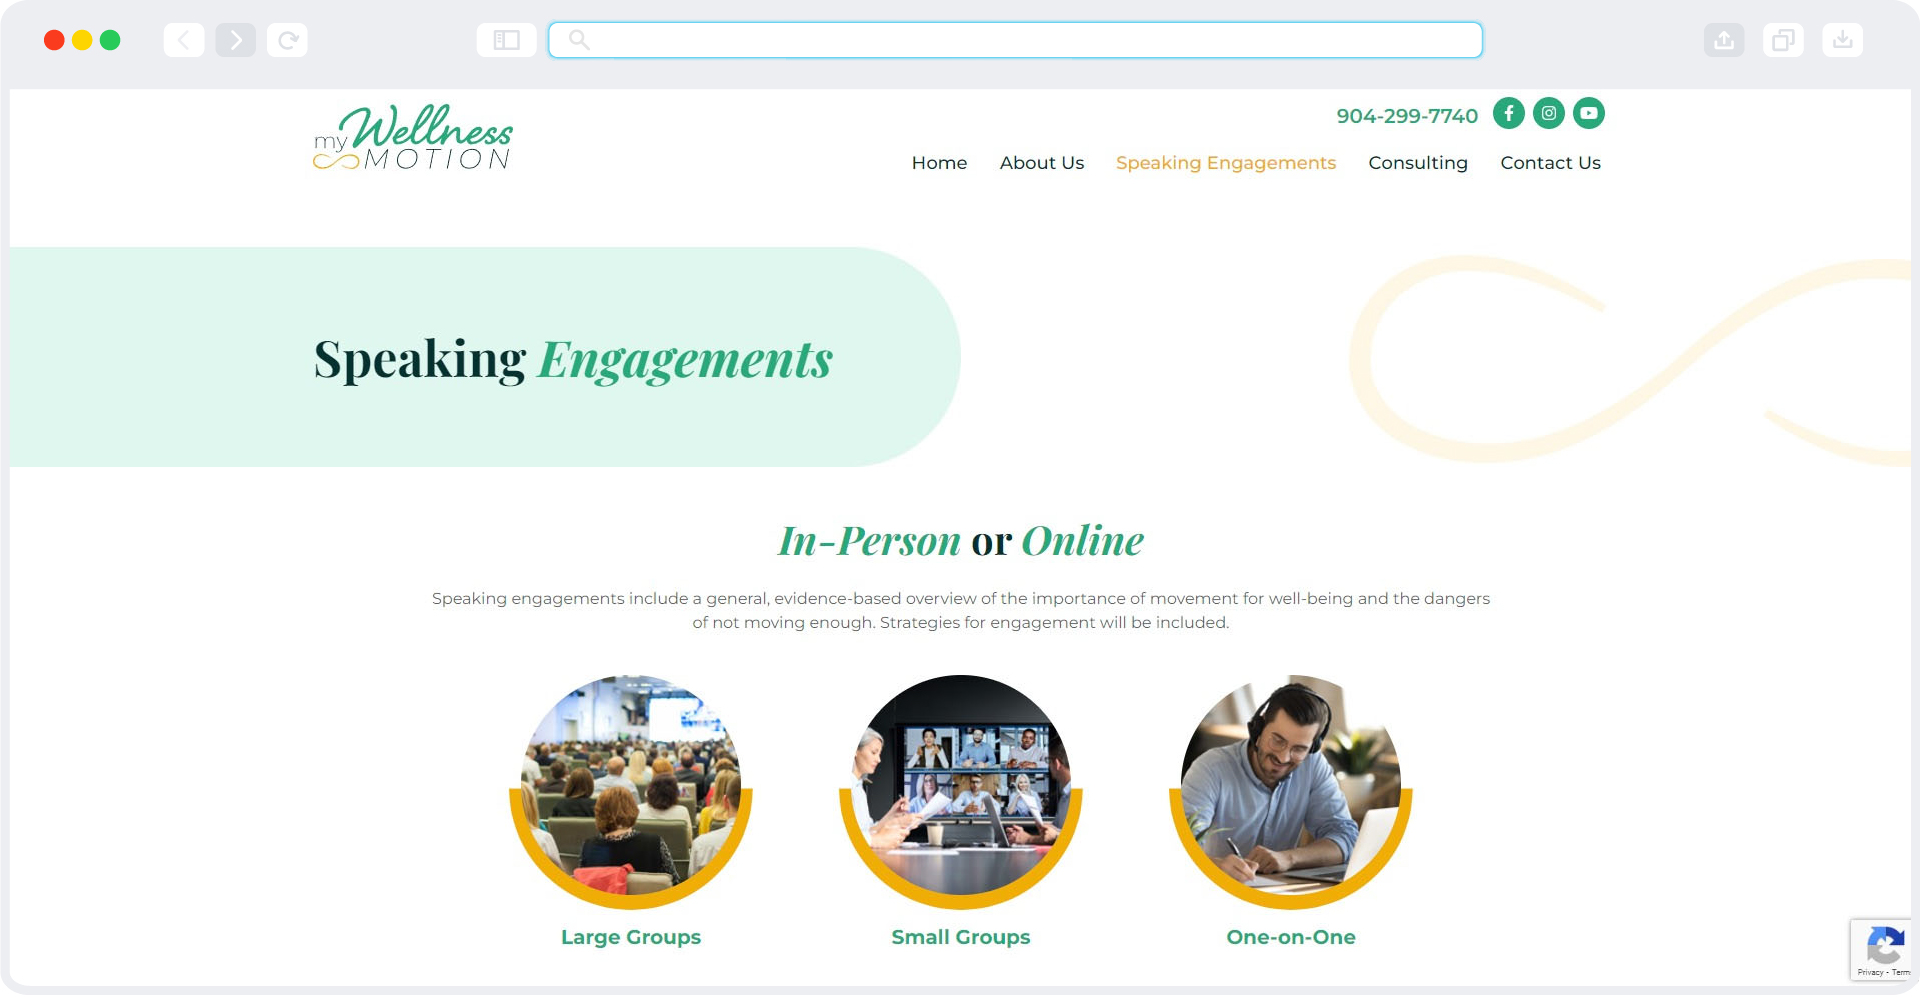 my Wellness
MOTION
904-299-7740
Home About Us Speaking Engagements Consulting Contact Us
Speaking Engagements
In-Person or Online
Speaking engagements include a general, evidence-based overview of the importance of movement for well-being and the dangers
of not moving enough. Strategies for engagement will be included.
Large Groups Small Groups One-on-One
Privacy - Terms